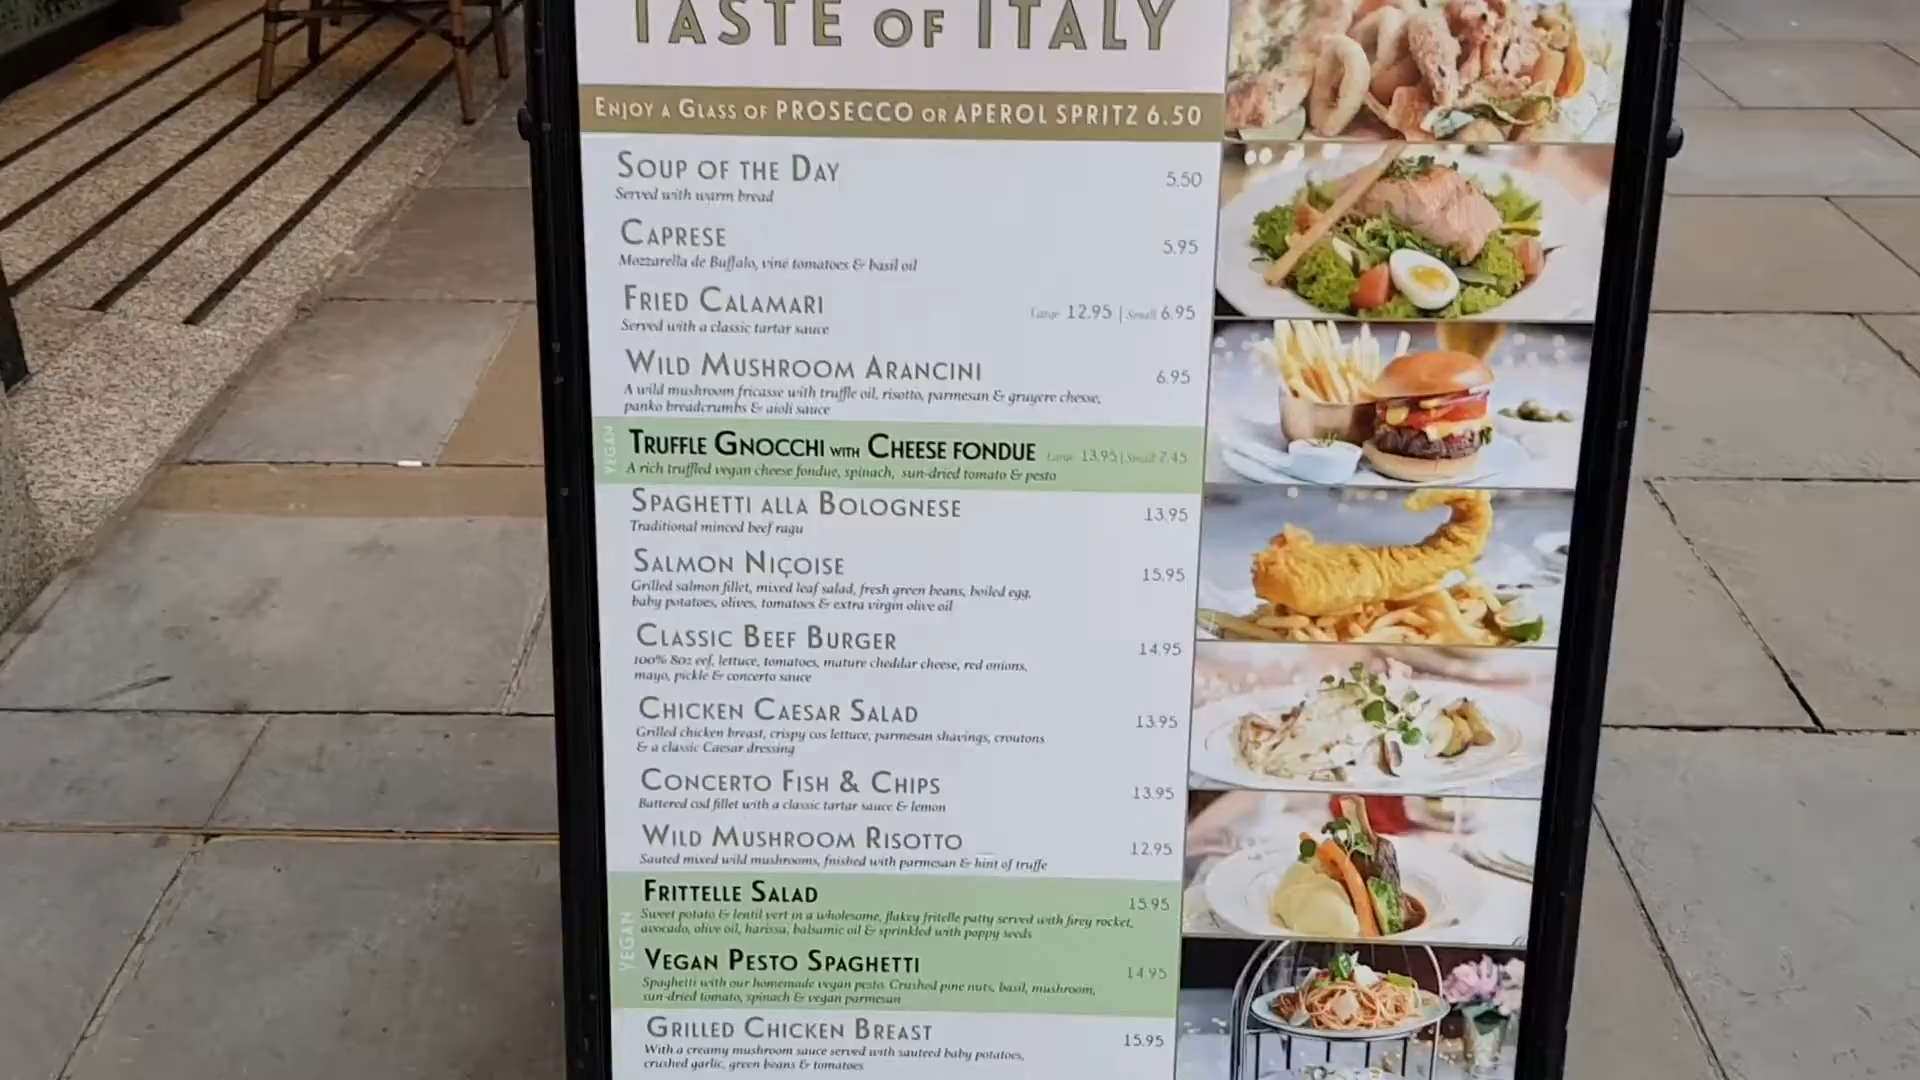 TASTE OF ITALY
ENJOY A GLASS OF PROSECCO OR APEROL SPRITZ 6.50
SOUP OF THE DAY 5.50
Served with warm bread
CAPRESE 5.95
Mozzarella de Buffalo, vine tomatoes & basil oil
FRIED CALAMARI Large 12.95 | Small 6.95
Served with a classic tartar sauce
WILD MUSHROOM ARANCINI 6.95
A wild mushroom fricasse with truffle oil, risotto, parmesan & gruyere chesse,
panko breadcrumbs & aioli sauce
VEGAN
TRUFFLE GNOCCHI WITH CHEESE FONDUE Large 13.95 | Small 7.45
A rich truffled vegan cheese fondue, spinach, sun-dried tomato & pesto
SPAGHETTI ALLA BOLOGNESE 13.95
Traditional minced beef ragu
SALMON NIÇOISE 15.95
Grilled salmon fillet, mixed leaf salad, fresh green beans, boiled egg,
baby potatoes, olives, tomatoes & extra virgin olive oil
CLASSIC BEEF BURGER 14.95
100% 8oz eef, lettuce, tomatoes, mature cheddar cheese, red onions,
mayo, pickle & concerto sauce
CHICKEN CAESAR SALAD 13.95
Grilled chicken breast, crispy cos lettuce, parmesan shavings, croutons
& a classic Caesar dressing
CONCERTO FISH & CHIPS 13.95
Battered cod fillet with a classic tartar sauce & lemon
WILD MUSHROOM RISOTTO 12.95
Sauted mixed wild mushrooms, fnished with parmesan & hint of truffe
VEGAN
FRITTELLE SALAD 15.95
Sweet potato & lentil vert in a wholesome, flakey fritelle patty served with firey rocket,
avocado, olive oil, harissa, balsamic oil & sprinkled with poppy seeds
VEGAN PESTO SPAGHETTI 14.95
Spaghetti with our homemade vegan pesto. Crushed pine nuts, basil, mushroom,
sun-dried tomato, spinach & vegan parmesan
GRILLED CHICKEN BREAST 15.95
With a creamy mushroom sauce served with sauteed baby potatoes,
crushed garlic, green beans & tomatoes